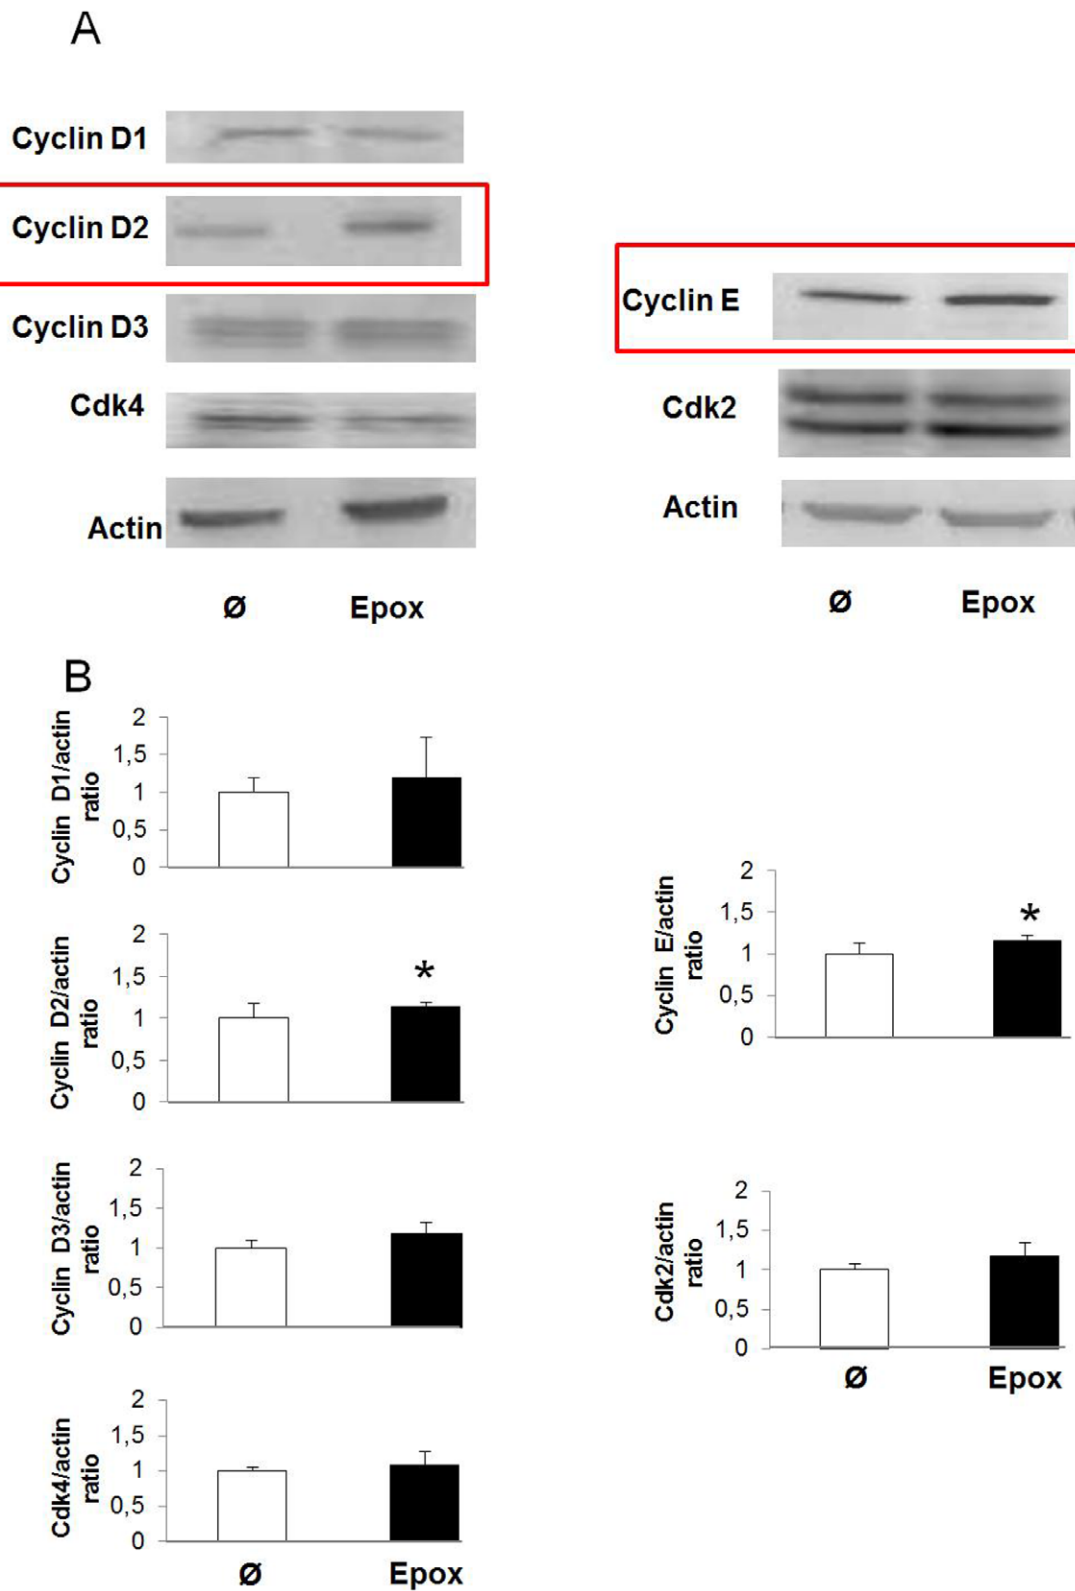 A
Cyclin D1
Cyclin D2
Cyclin D3
Cdk4
Actin
Ø Epox
Cyclin E
Cdk2
Actin
Ø Epox
B
Cyclin D1/actin
ratio
2
1,5
1
0,5
0
Cyclin D2/actin
ratio
2
1,5
1
0,5
0
*
Cyclin D3/actin
ratio
2
1,5
1
0,5
0
Cdk4/actin
ratio
2
1,5
1
0,5
0
Ø Epox
Cyclin E/actin
ratio
2
1,5
1
0,5
0
*
Cdk2/actin
ratio
2
1,5
1
0,5
0
Ø Epox